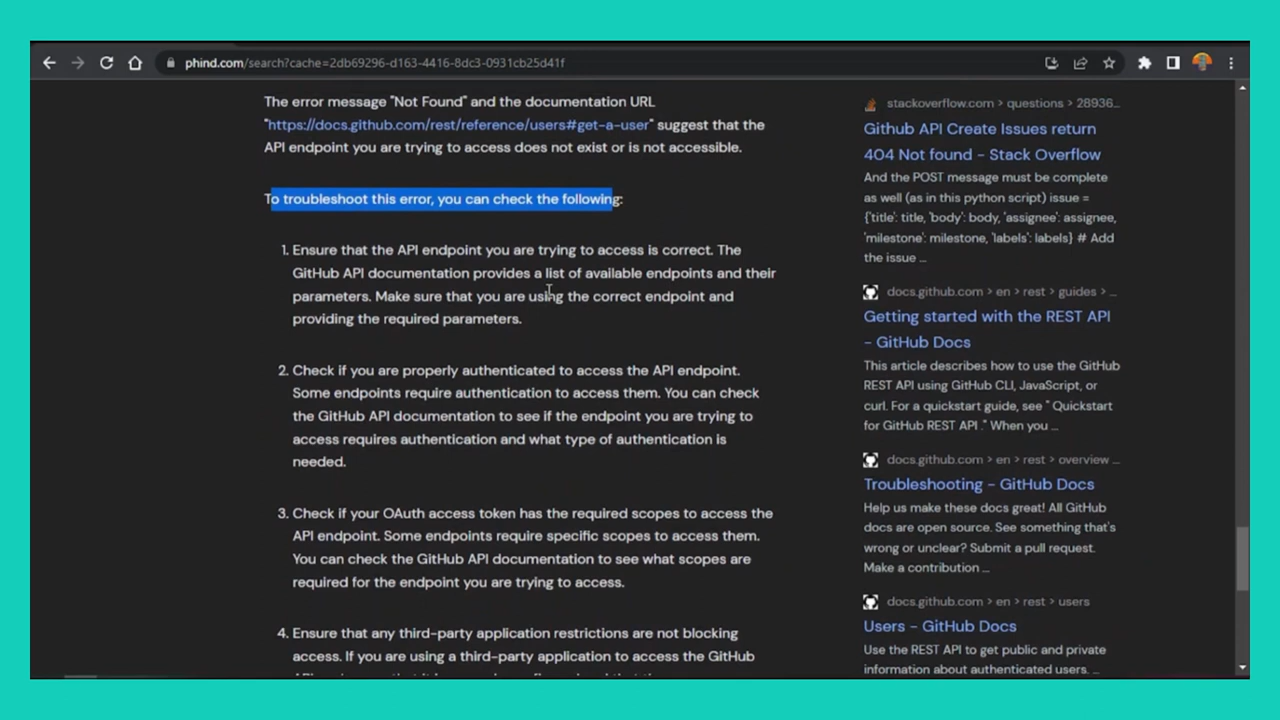 phind.com/search?cache=2db69296-d163-4416-8dc3-0931cb25d41f
The error message "Not Found" and the documentation URL
"https://docs.github.com/rest/reference/users#get-a-user" suggest that the
API endpoint you are trying to access does not exist or is not accessible.
To troubleshoot this error, you can check the following:
1. Ensure that the API endpoint you are trying to access is correct. The
GitHub API documentation provides a list of available endpoints and their
parameters. Make sure that you are using the correct endpoint and
providing the required parameters.
2. Check if you are properly authenticated to access the API endpoint.
Some endpoints require authentication to access them. You can check
the GitHub API documentation to see if the endpoint you are trying to
access requires authentication and what type of authentication is
needed.
3. Check if your OAuth access token has the required scopes to access the
API endpoint. Some endpoints require specific scopes to access them.
You can check the GitHub API documentation to see what scopes are
required for the endpoint you are trying to access.
4. Ensure that any third-party application restrictions are not blocking
access. If you are using a third-party application to access the GitHub
stackoverflow.com > questions > 28936...
Github API Create Issues return
404 Not found - Stack Overflow
And the POST message must be complete
as well (as in this python script) issue =
{'title': title, 'body': body, 'assignee': assignee,
'milestone': milestone, 'labels': labels} # Add
the issue ...
docs.github.com > en > rest > guides > ...
Getting started with the REST API
- GitHub Docs
This article describes how to use the GitHub
REST API using GitHub CLI, JavaScript, or
curl. For a quickstart guide, see " Quickstart
for GitHub REST API ." When you ...
docs.github.com > en > rest > overview ...
Troubleshooting - GitHub Docs
Help us make these docs great! All GitHub
docs are open source. See something that's
wrong or unclear? Submit a pull request.
Make a contribution ...
docs.github.com > en > rest > users
Users - GitHub Docs
Use the REST API to get public and private
information about authenticated users. ...